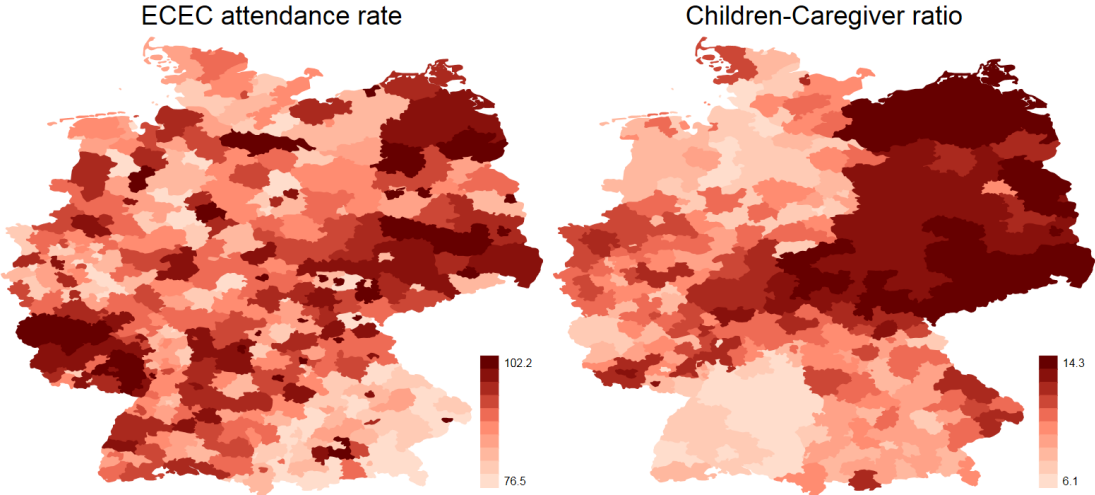 ECEC attendance rate
Children-Caregiver ratio
102.2
76.5
14.3
6.1